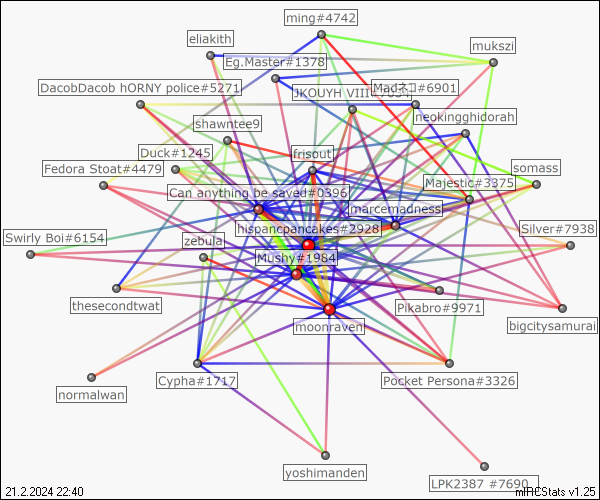 ming#4742
eliakith
mukszi
Eg.Master#1378
DacobDacob hORNY police#5271
JKOUYH VIII
#6901
neokingghidorah
shawntee9
Duck#1245
frisout
Fedora Stoat#4479
somass
Majestic#3375
Can anything be saved#0396
marcemadness
hispancpancakes#2928
Swirly Boi#6154
zebula
Silver#7938
Mushy#1984
thesecondtwat
Pikabro#9971
moonraven
bigcitysamurai
normalwan
Cypha#1717
Pocket Persona#3326
yoshimanden
LPK2387 #7690
21.2.2024 22:40
mIRCStats v1.25